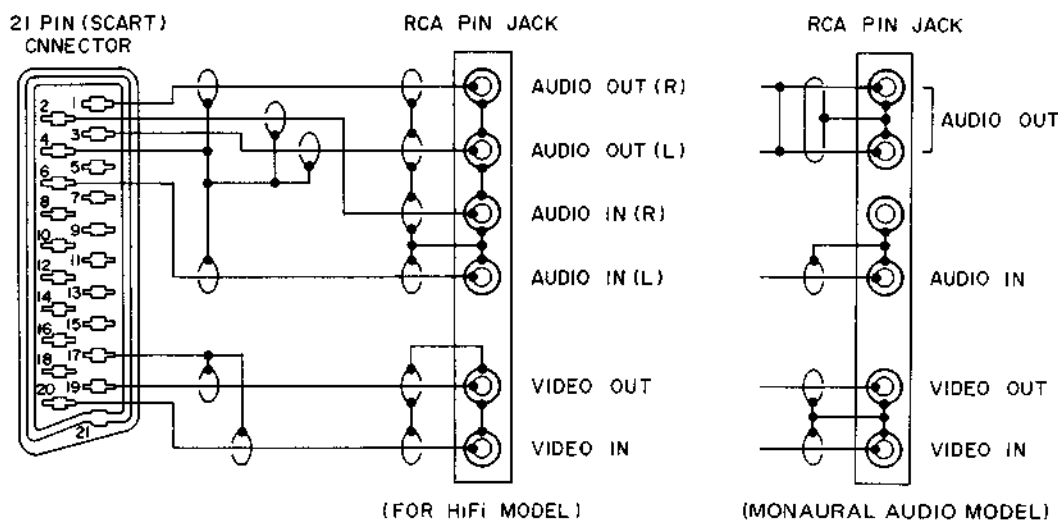 21 PIN (SCART)
CNNECTOR
RCA PIN JACK
RCA PIN JACK
1
2
3
4
5
6
7
8
9
10
11
12
13
14
15
16
17
18
19
20
21
AUDIO OUT (R)
AUDIO OUT (L)
AUDIO IN (R)
AUDIO IN (L)
VIDEO OUT
VIDEO IN
(FOR HiFi MODEL)
AUDIO OUT
AUDIO IN
VIDEO OUT
VIDEO IN
(MONAURAL AUDIO MODEL)